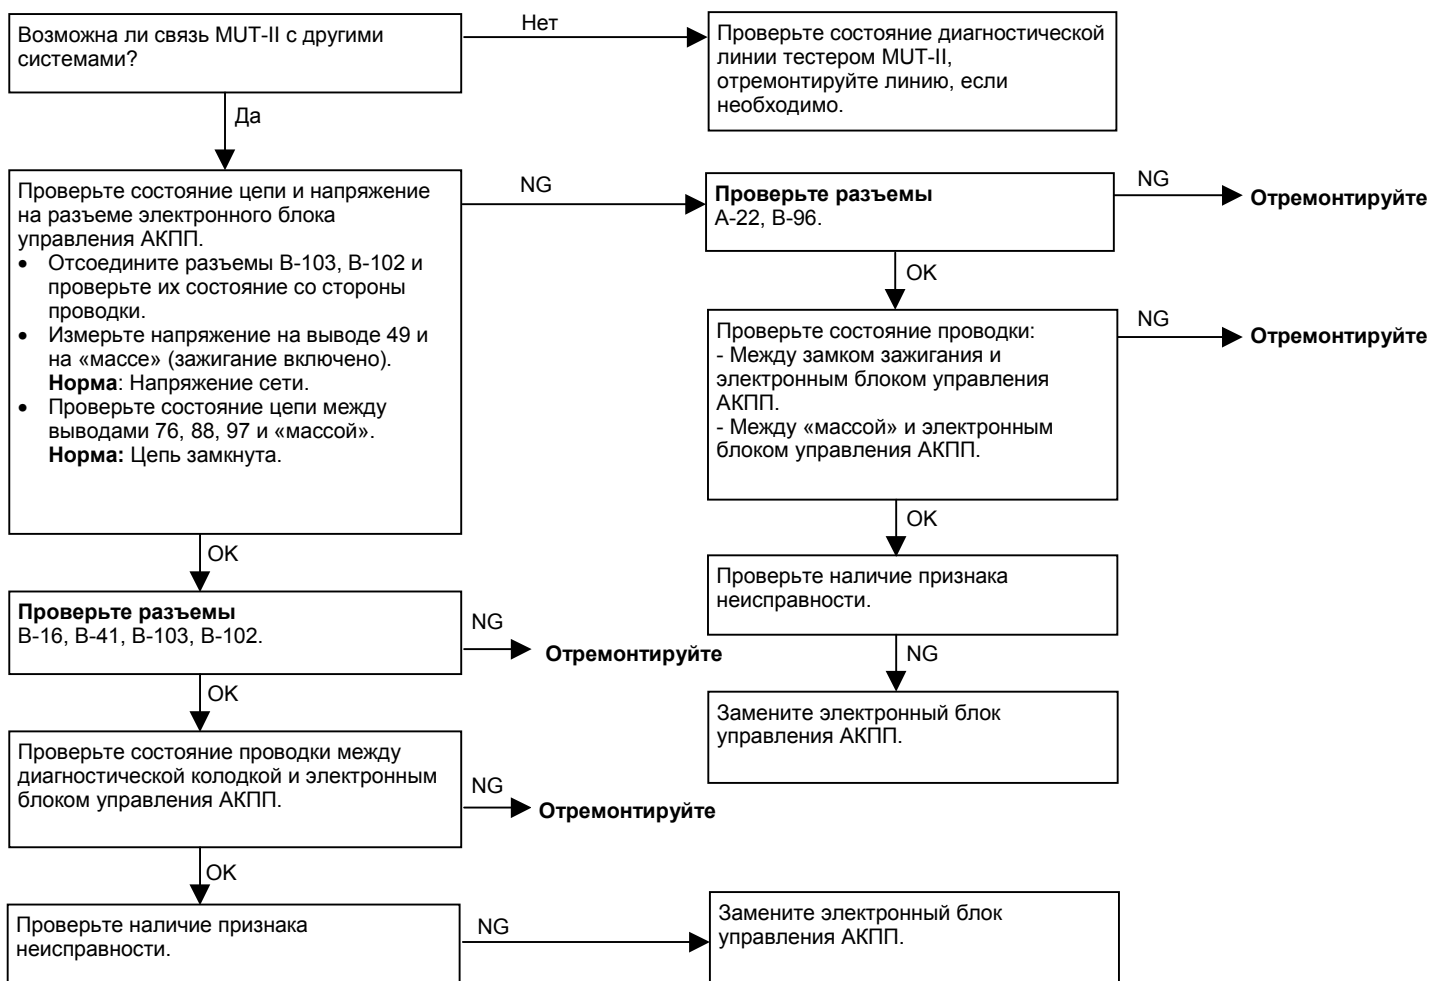 Возможна ли связь MUT-II с другими
системами?
Нет
Проверьте состояние диагностической
линии тестером MUT-II,
отремонтируйте линию, если
необходимо.
Да
Проверьте состояние цепи и напряжение
на разъеме электронного блока
управления АКПП.
• Отсоедините разъемы В-103, В-102 и
проверьте их состояние со стороны
проводки.
• Измерьте напряжение на выводе 49 и
на «массе» (зажигание включено).
Норма: Напряжение сети.
• Проверьте состояние цепи между
выводами 76, 88, 97 и «массой».
Норма: Цепь замкнута.
NG
Проверьте разъемы
А-22, В-96.
NG
Отремонтируйте
OK
Проверьте состояние проводки:
- Между замком зажигания и
электронным блоком управления
АКПП.
- Между «массой» и электронным
блоком управления АКПП.
NG
Отремонтируйте
OK
Проверьте наличие признака
неисправности.
NG
Замените электронный блок
управления АКПП.
OK
Проверьте разъемы
В-16, В-41, В-103, В-102.
NG
Отремонтируйте
OK
Проверьте состояние проводки между
диагностической колодкой и электронным
блоком управления АКПП.
NG
Отремонтируйте
OK
Проверьте наличие признака
неисправности.
NG
Замените электронный блок
управления АКПП.